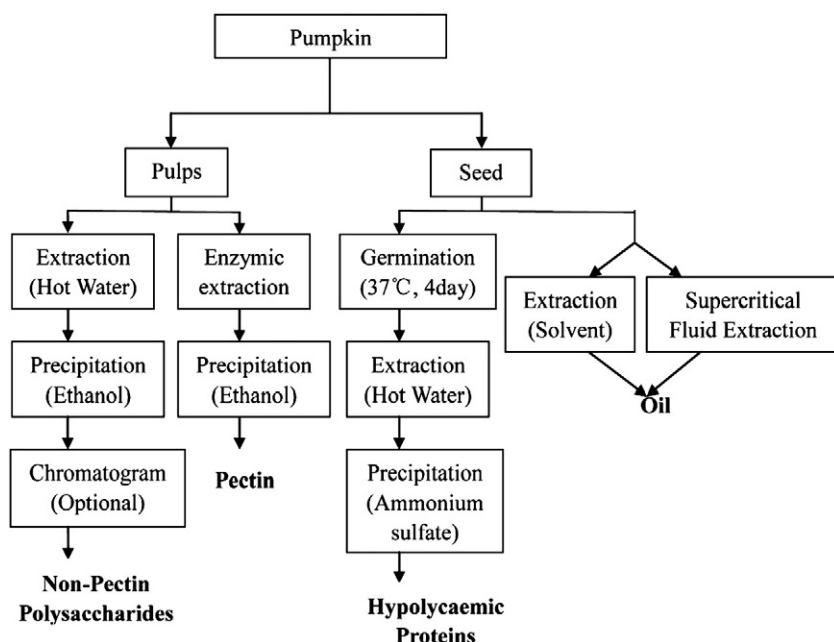 Pumpkin
Pulps
Seed
Extraction
(Hot Water)
Enzymic
extraction
Germination
(37℃, 4day)
Extraction
(Solvent)
Supercritical
Fluid Extraction
Precipitation
(Ethanol)
Precipitation
(Ethanol)
Extraction
(Hot Water)
Oil
Chromatogram
(Optional)
Pectin
Precipitation
(Ammonium
sulfate)
Non-Pectin
Polysaccharides
Hypolycaemic
Proteins